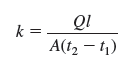 k = Ql / A(t₂ − t₁)